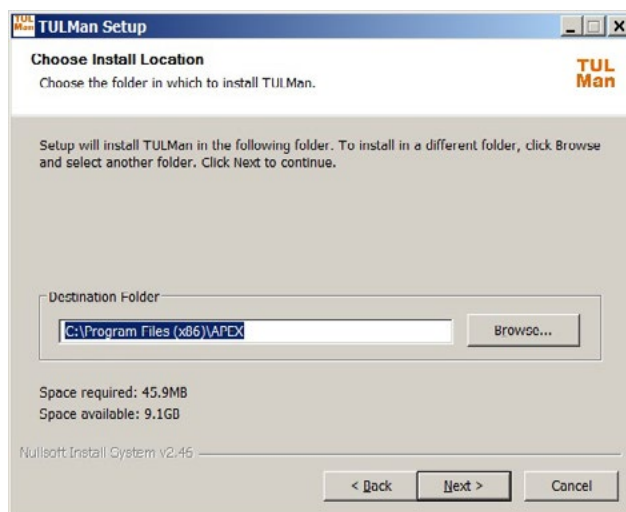 TUL
Man
TULMan Setup
Choose Install Location
Choose the folder in which to install TULMan.
TUL
Man
Setup will install TULMan in the following folder. To install in a different folder, click Browse
and select another folder. Click Next to continue.
Destination Folder
C:\Program Files (x86)\APEX
Browse...
Space required: 45.9MB
Space available: 9.1GB
Nullsoft Install System v2.46
< Back
Next >
Cancel